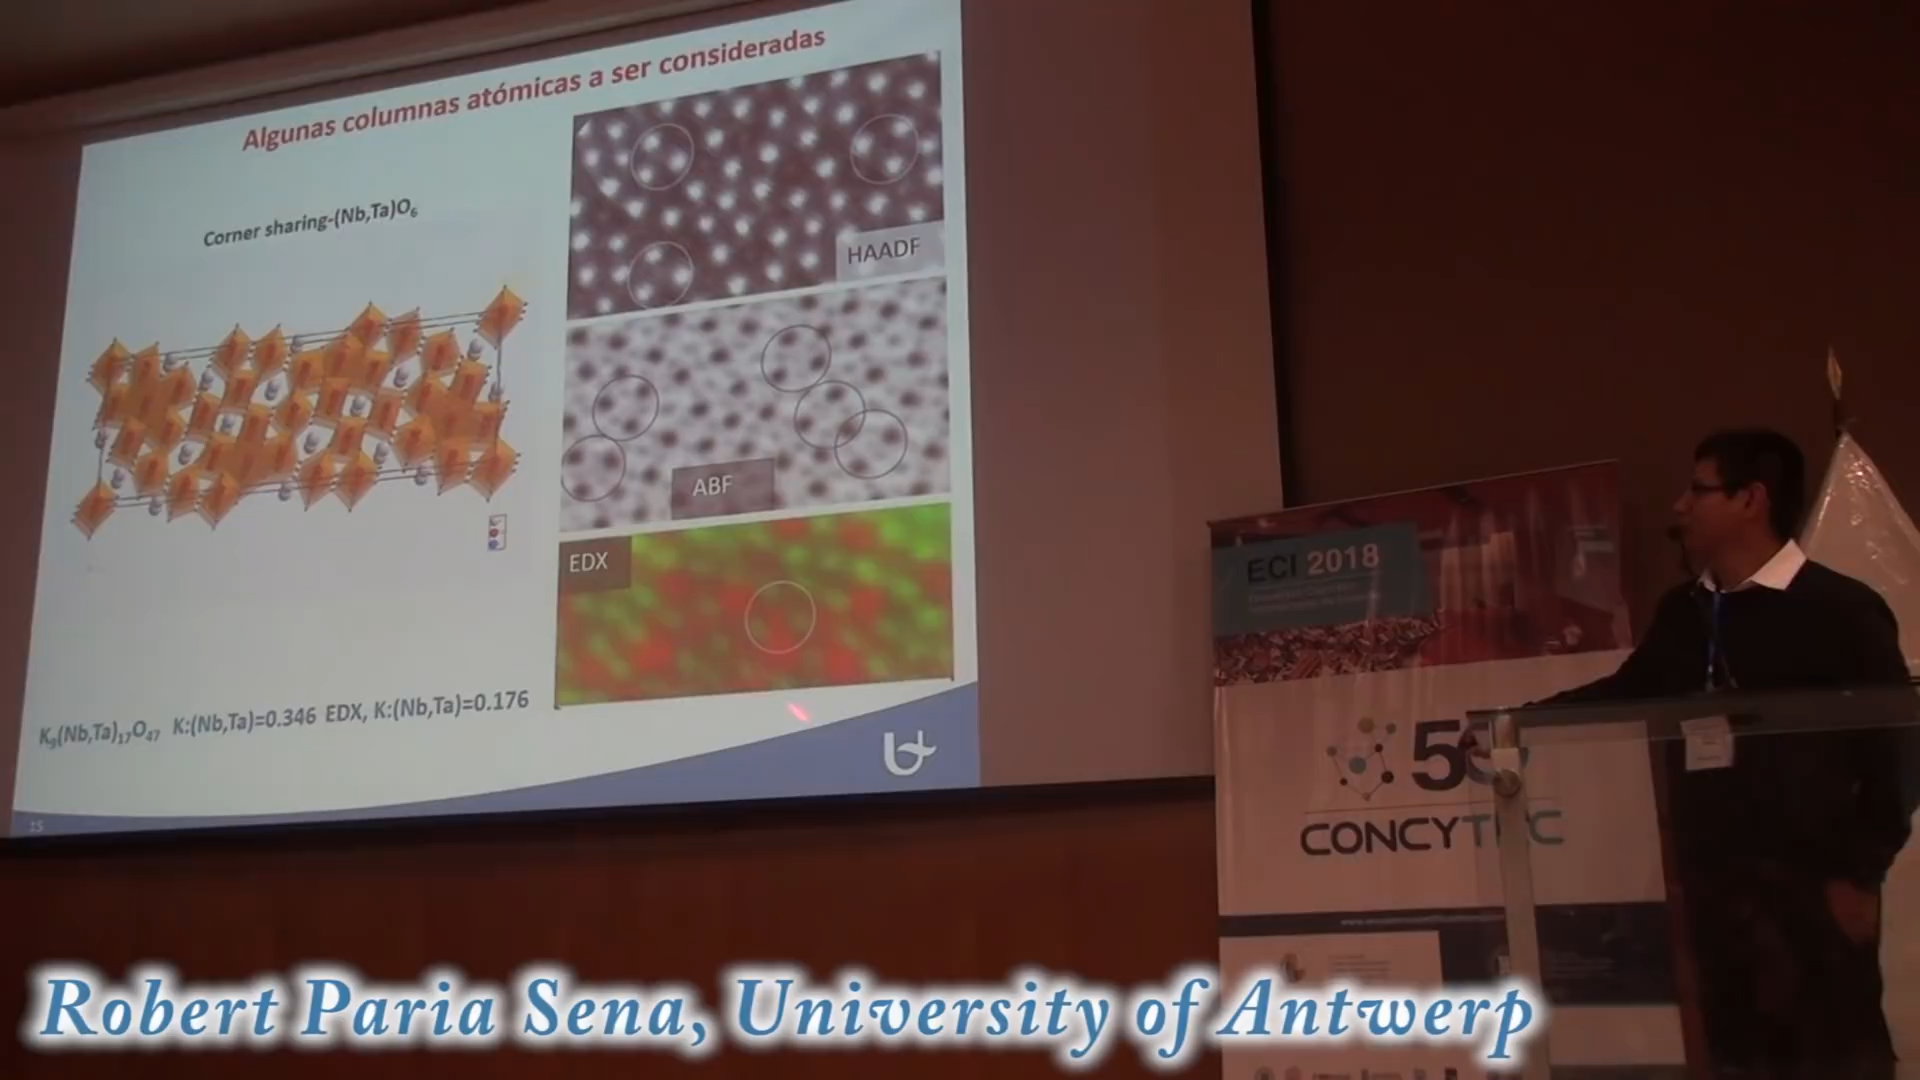 Algunas columnas atómicas a ser consideradas
Corner sharing-(Nb,Ta)O₆
HAADF
ABF
EDX
K₉(Nb,Ta)₁₇O₄₇ K:(Nb,Ta)=0.346 EDX, K:(Nb,Ta)=0.176
15
ECI 2018
50
CONCYTEC
Robert Paria Sena, University of Antwerp